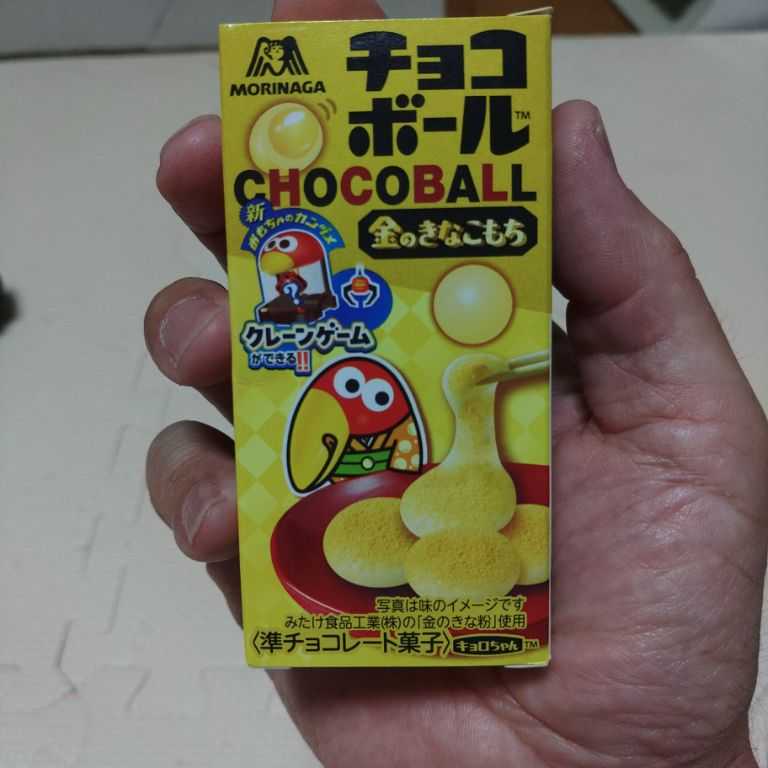 MORINAGA
チョコ
ボール™
CHOCOBALL
金のきなこもち
新
おもちゃのカンヅメ
?
クレーンゲーム
ができる!!
写真は味のイメージです
みたけ食品工業(株)の「金のきな粉」使用
〈準チョコレート菓子〉キョロちゃん™